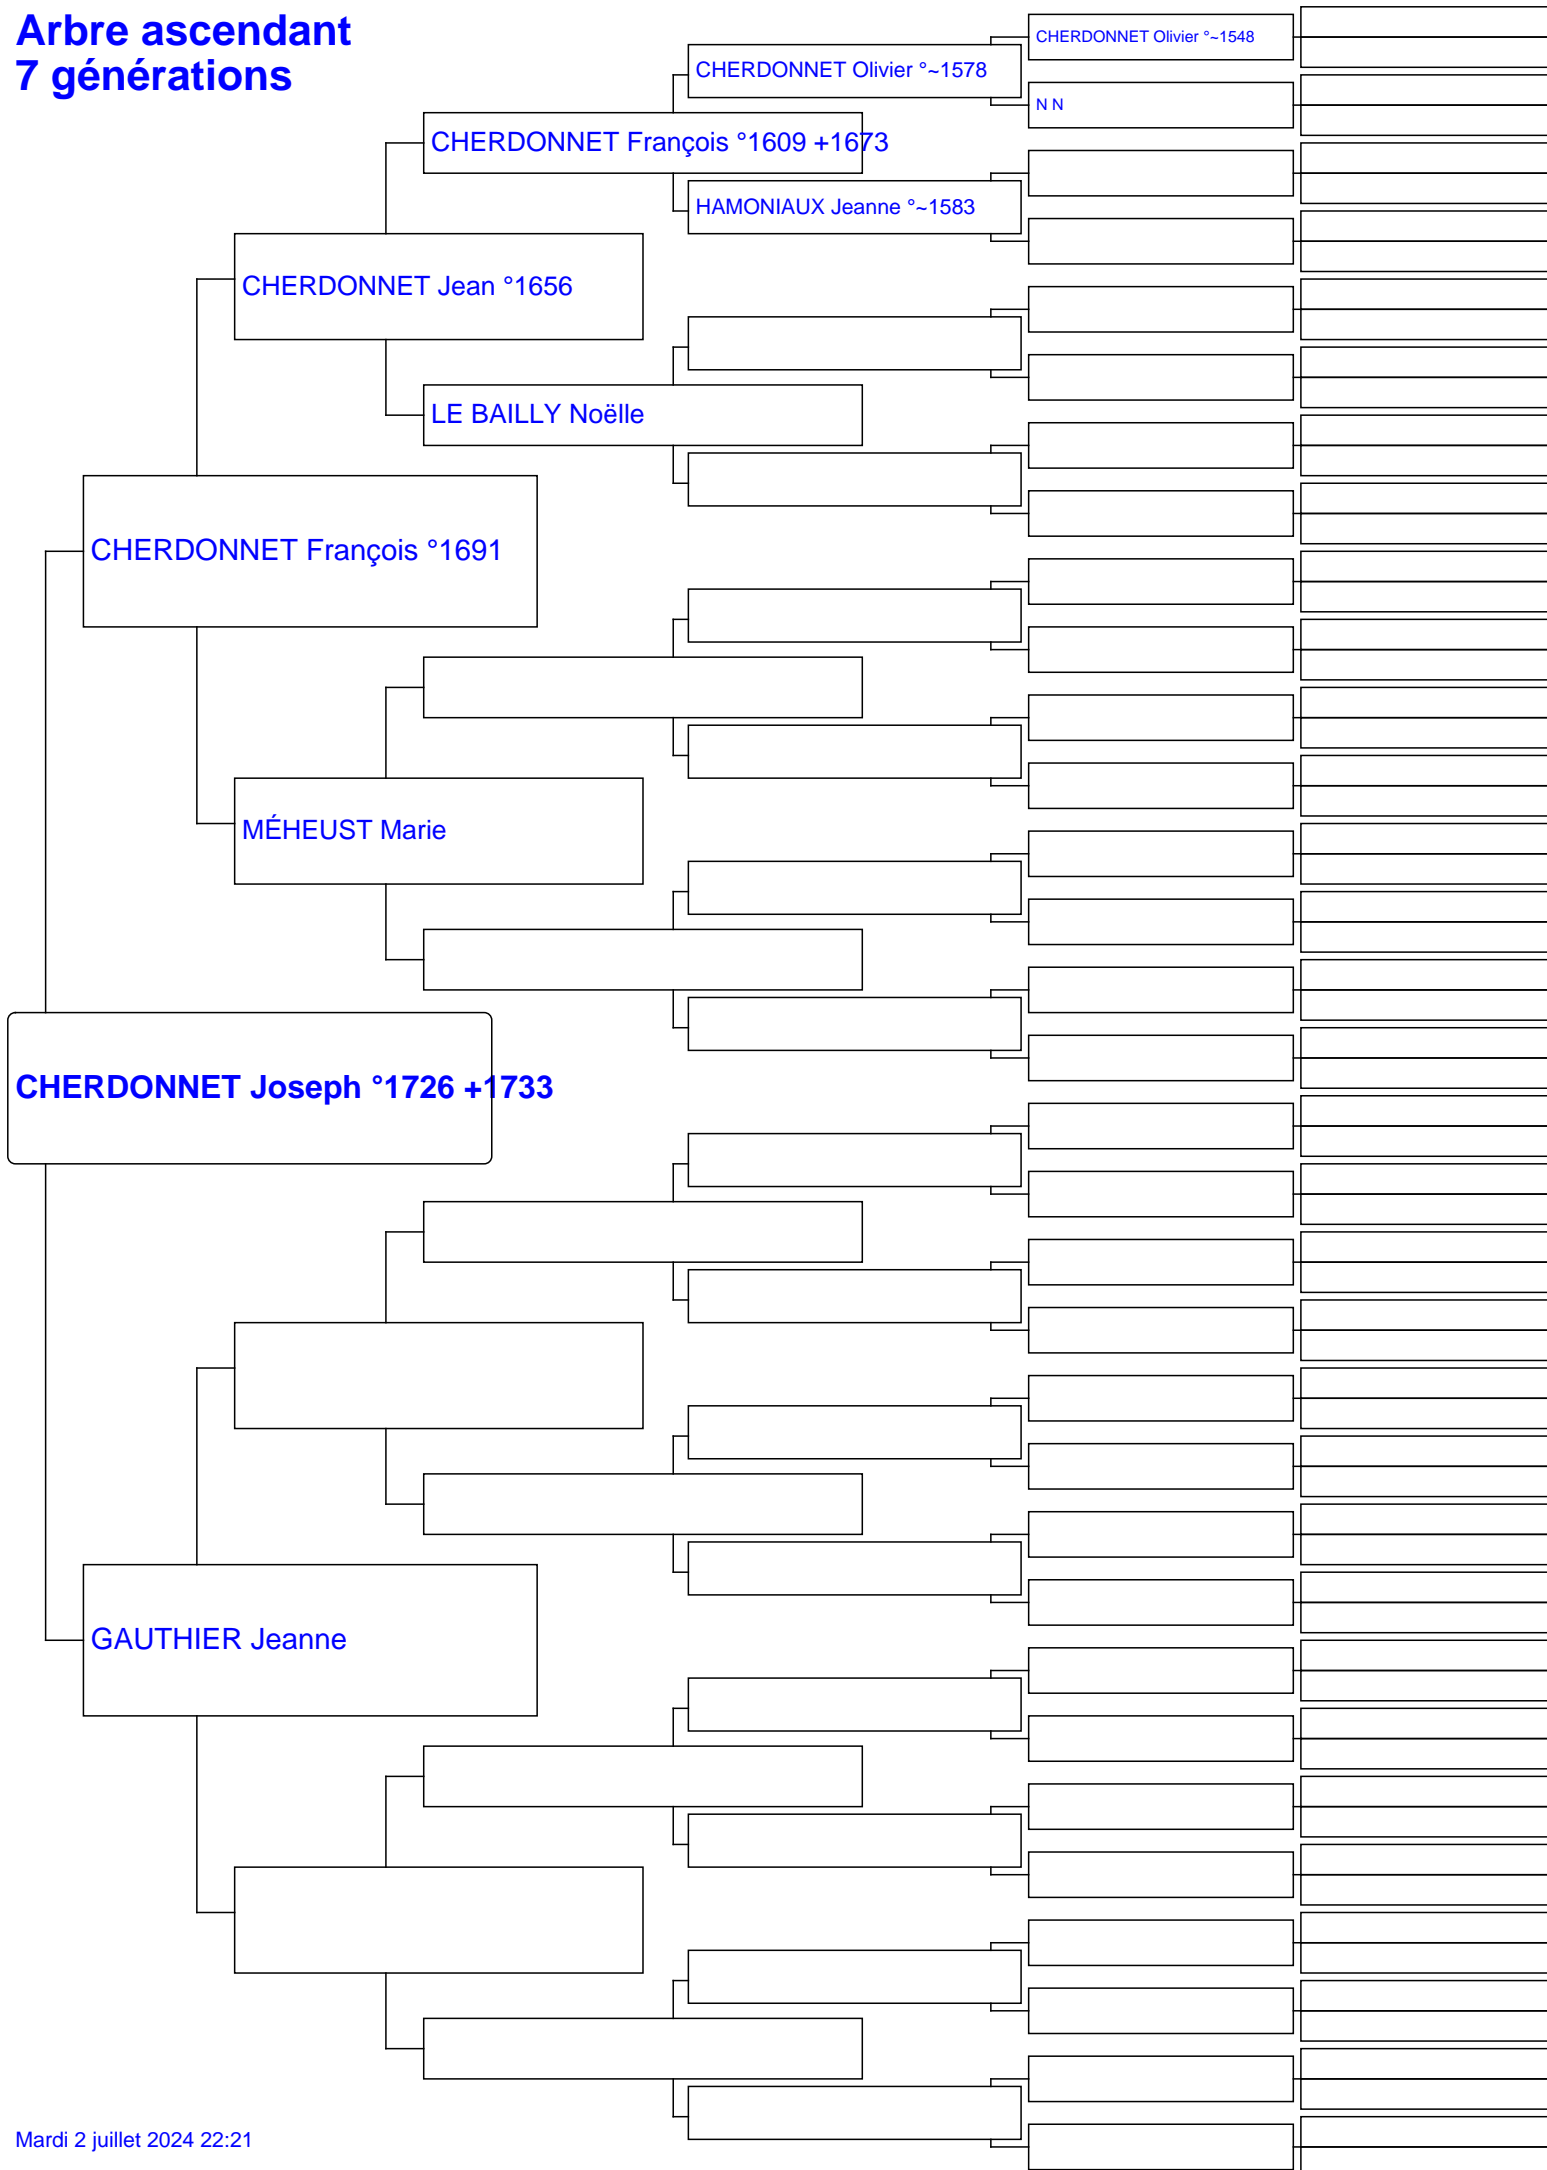 Arbre ascendant
7 générations
CHERDONNET Olivier °~1548
CHERDONNET Olivier °~1578
N N
CHERDONNET François °1609 +1673
HAMONIAUX Jeanne °~1583
CHERDONNET Jean °1656
LE BAILLY Noëlle
CHERDONNET François °1691
MÉHEUST Marie
CHERDONNET Joseph °1726 +1733
GAUTHIER Jeanne
Mardi 2 juillet 2024 22:21